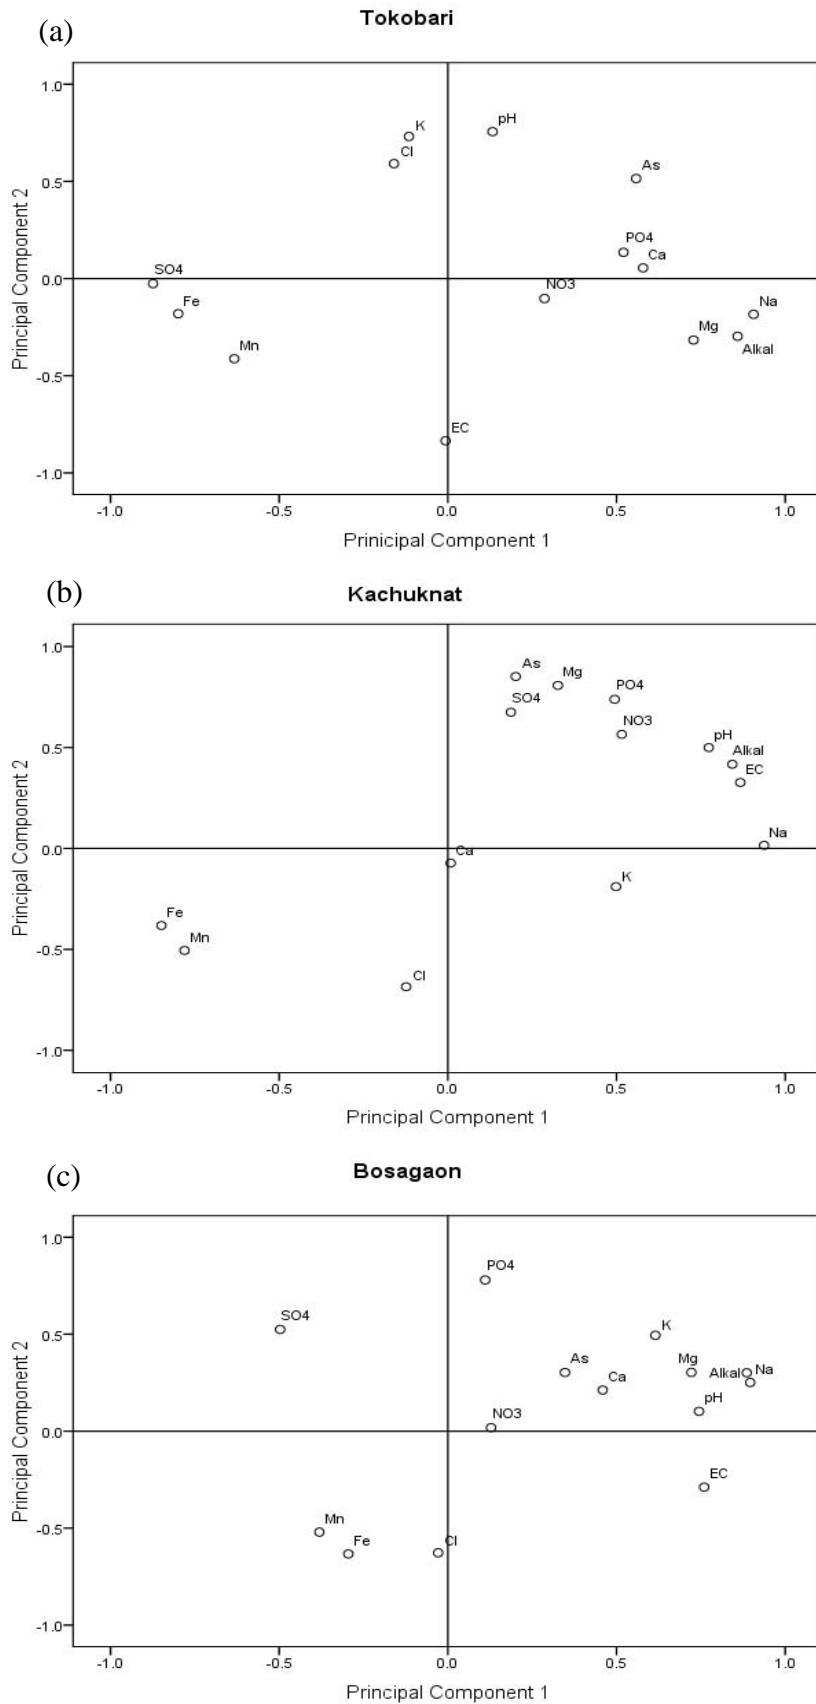 (a)
Tokobari
1.0
0.5
0.0
-0.5
-1.0
Principal Component 2
K
pH
Cl
As
PO4
Ca
SO4
NO3
Fe
Na
Mg
Mn
Alkal
EC
-1.0 -0.5 0.0 0.5 1.0
Prinicipal Component 1
(b)
Kachuknat
1.0
0.5
0.0
-0.5
-1.0
Principal Component 2
As
Mg
PO4
SO4
NO3
pH
Alkal
EC
Na
Ca
K
Fe
Mn
Cl
-1.0 -0.5 0.0 0.5 1.0
Principal Component 1
(c)
Bosagaon
1.0
0.5
0.0
-0.5
-1.0
Principal Component 2
PO4
SO4
K
As
Mg
Alkal
Na
Ca
pH
NO3
EC
Mn
Fe
Cl
-1.0 -0.5 0.0 0.5 1.0
Principal Component 1